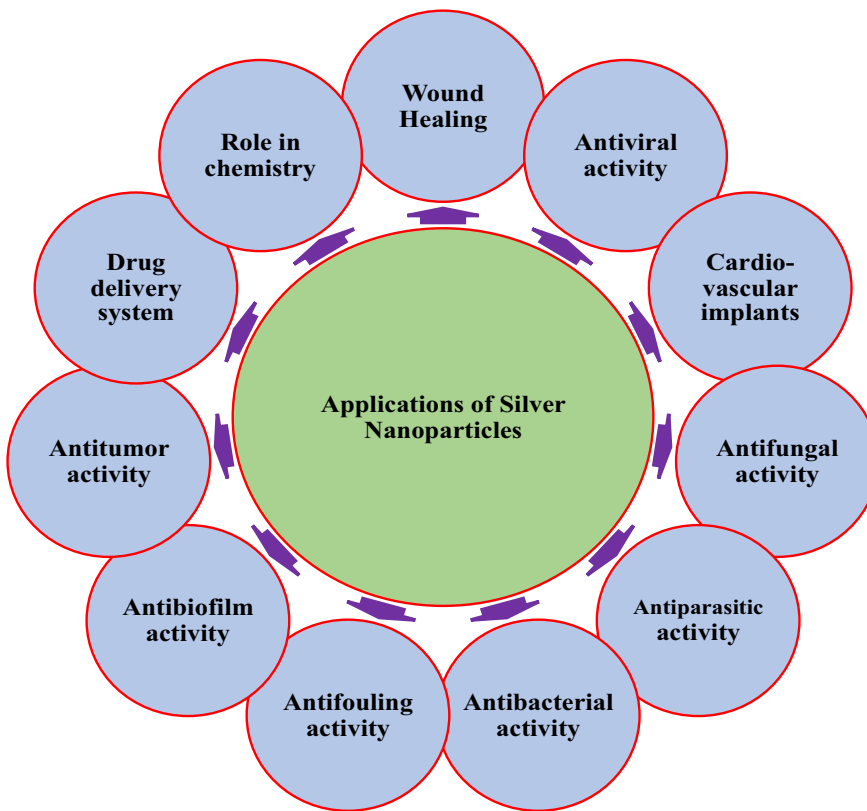 Wound
Healing
Antiviral
activity
Cardio-
vascular
implants
Antifungal
activity
Antiparasitic
activity
Antibacterial
activity
Antifouling
activity
Antibiofilm
activity
Antitumor
activity
Drug
delivery
system
Role in
chemistry
Applications of Silver
Nanoparticles